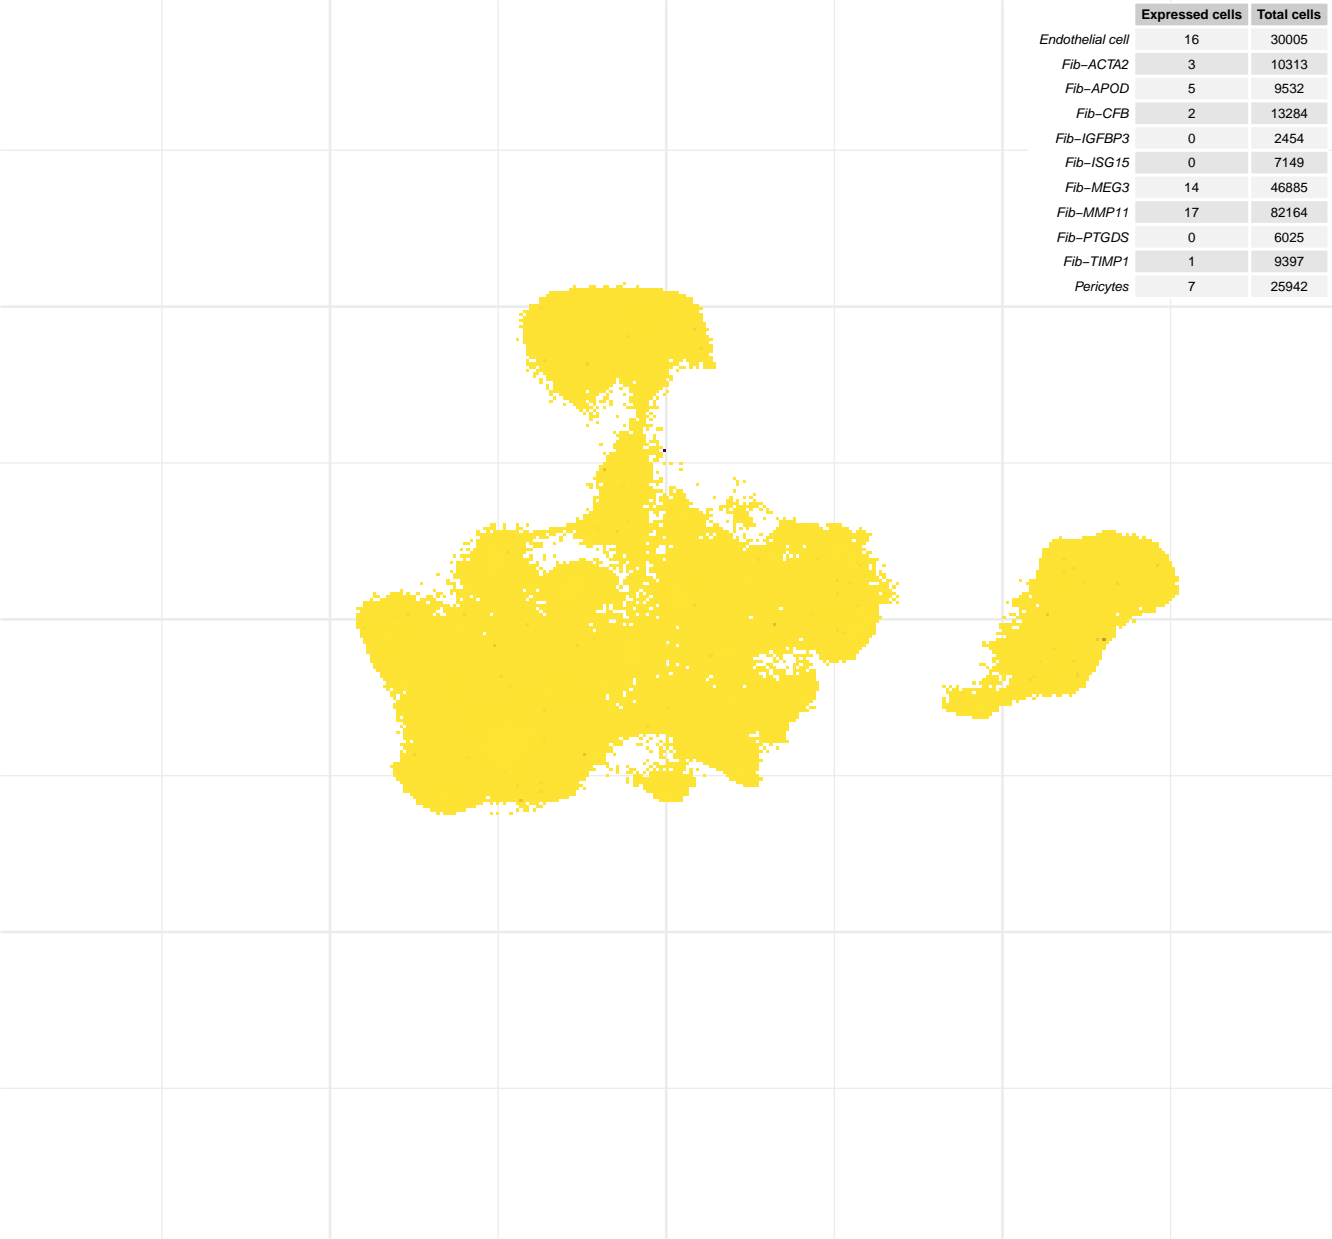 Expressed cells Total cells
Endothelial cell 16 30005
Fib−ACTA2 3 10313
Fib−APOD 5 9532
Fib−CFB 2 13284
Fib−IGFBP3 0 2454
Fib−ISG15 0 7149
Fib−MEG3 14 46885
Fib−MMP11 17 82164
Fib−PTGDS 0 6025
Fib−TIMP1 1 9397
Pericytes 7 25942